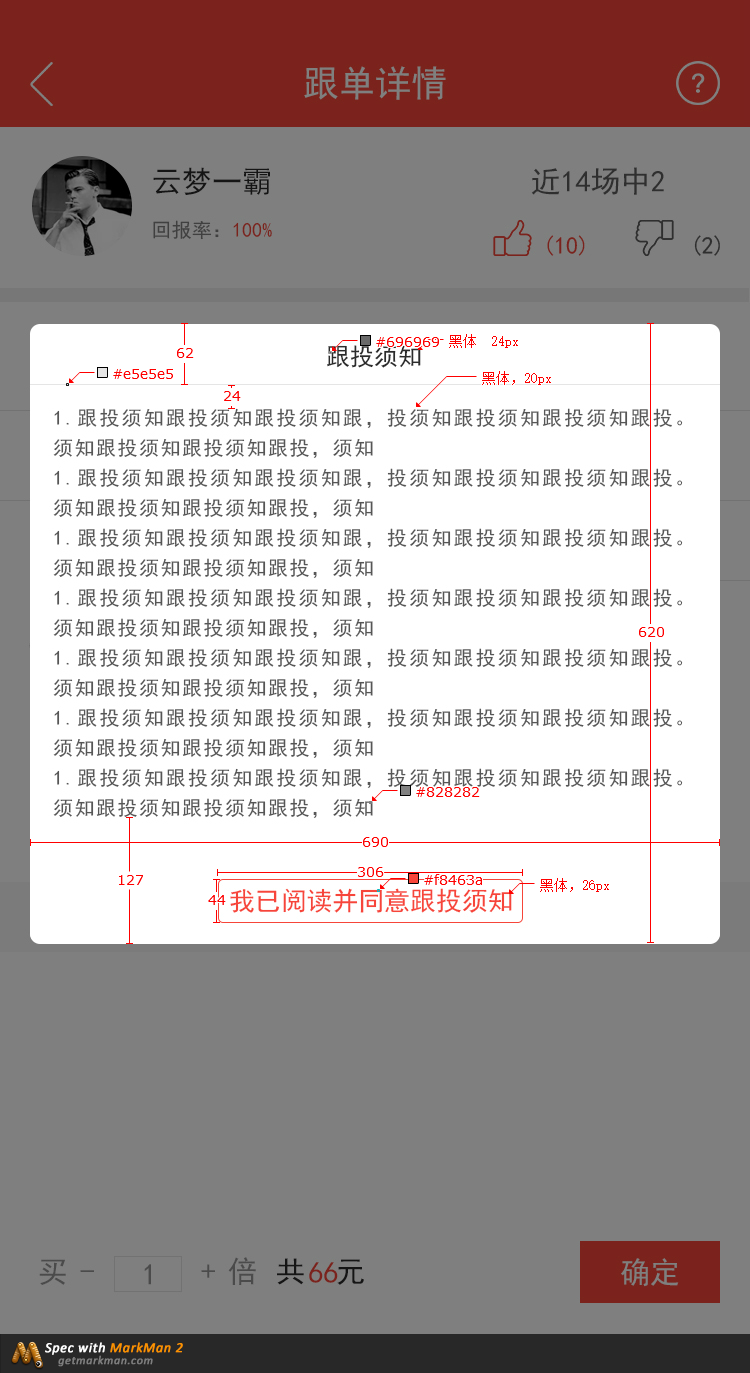 跟单详情
?
云梦一霸
近14场中2
回报率：100%
(10)
(2)
#696969
黑体 24px
62
跟投须知
#e5e5e5
黑体，20px
24
1.跟投须知跟投须知跟投须知跟，投须知跟投须知跟投须知跟投。
须知跟投须知跟投须知跟投，须知
1.跟投须知跟投须知跟投须知跟，投须知跟投须知跟投须知跟投。
须知跟投须知跟投须知跟投，须知
1.跟投须知跟投须知跟投须知跟，投须知跟投须知跟投须知跟投。
须知跟投须知跟投须知跟投，须知
1.跟投须知跟投须知跟投须知跟，投须知跟投须知跟投须知跟投。
须知跟投须知跟投须知跟投，须知
620
1.跟投须知跟投须知跟投须知跟，投须知跟投须知跟投须知跟投。
须知跟投须知跟投须知跟投，须知
1.跟投须知跟投须知跟投须知跟，投须知跟投须知跟投须知跟投。
须知跟投须知跟投须知跟投，须知
1.跟投须知跟投须知跟投须知跟，投须知跟投须知跟投须知跟投。
#828282
须知跟投须知跟投须知跟投，须知
690
306
127
#f8463a
黑体，26px
44
我已阅读并同意跟投须知
买 − 1 + 倍 共66元
确定
Spec with MarkMan 2
getmarkman.com